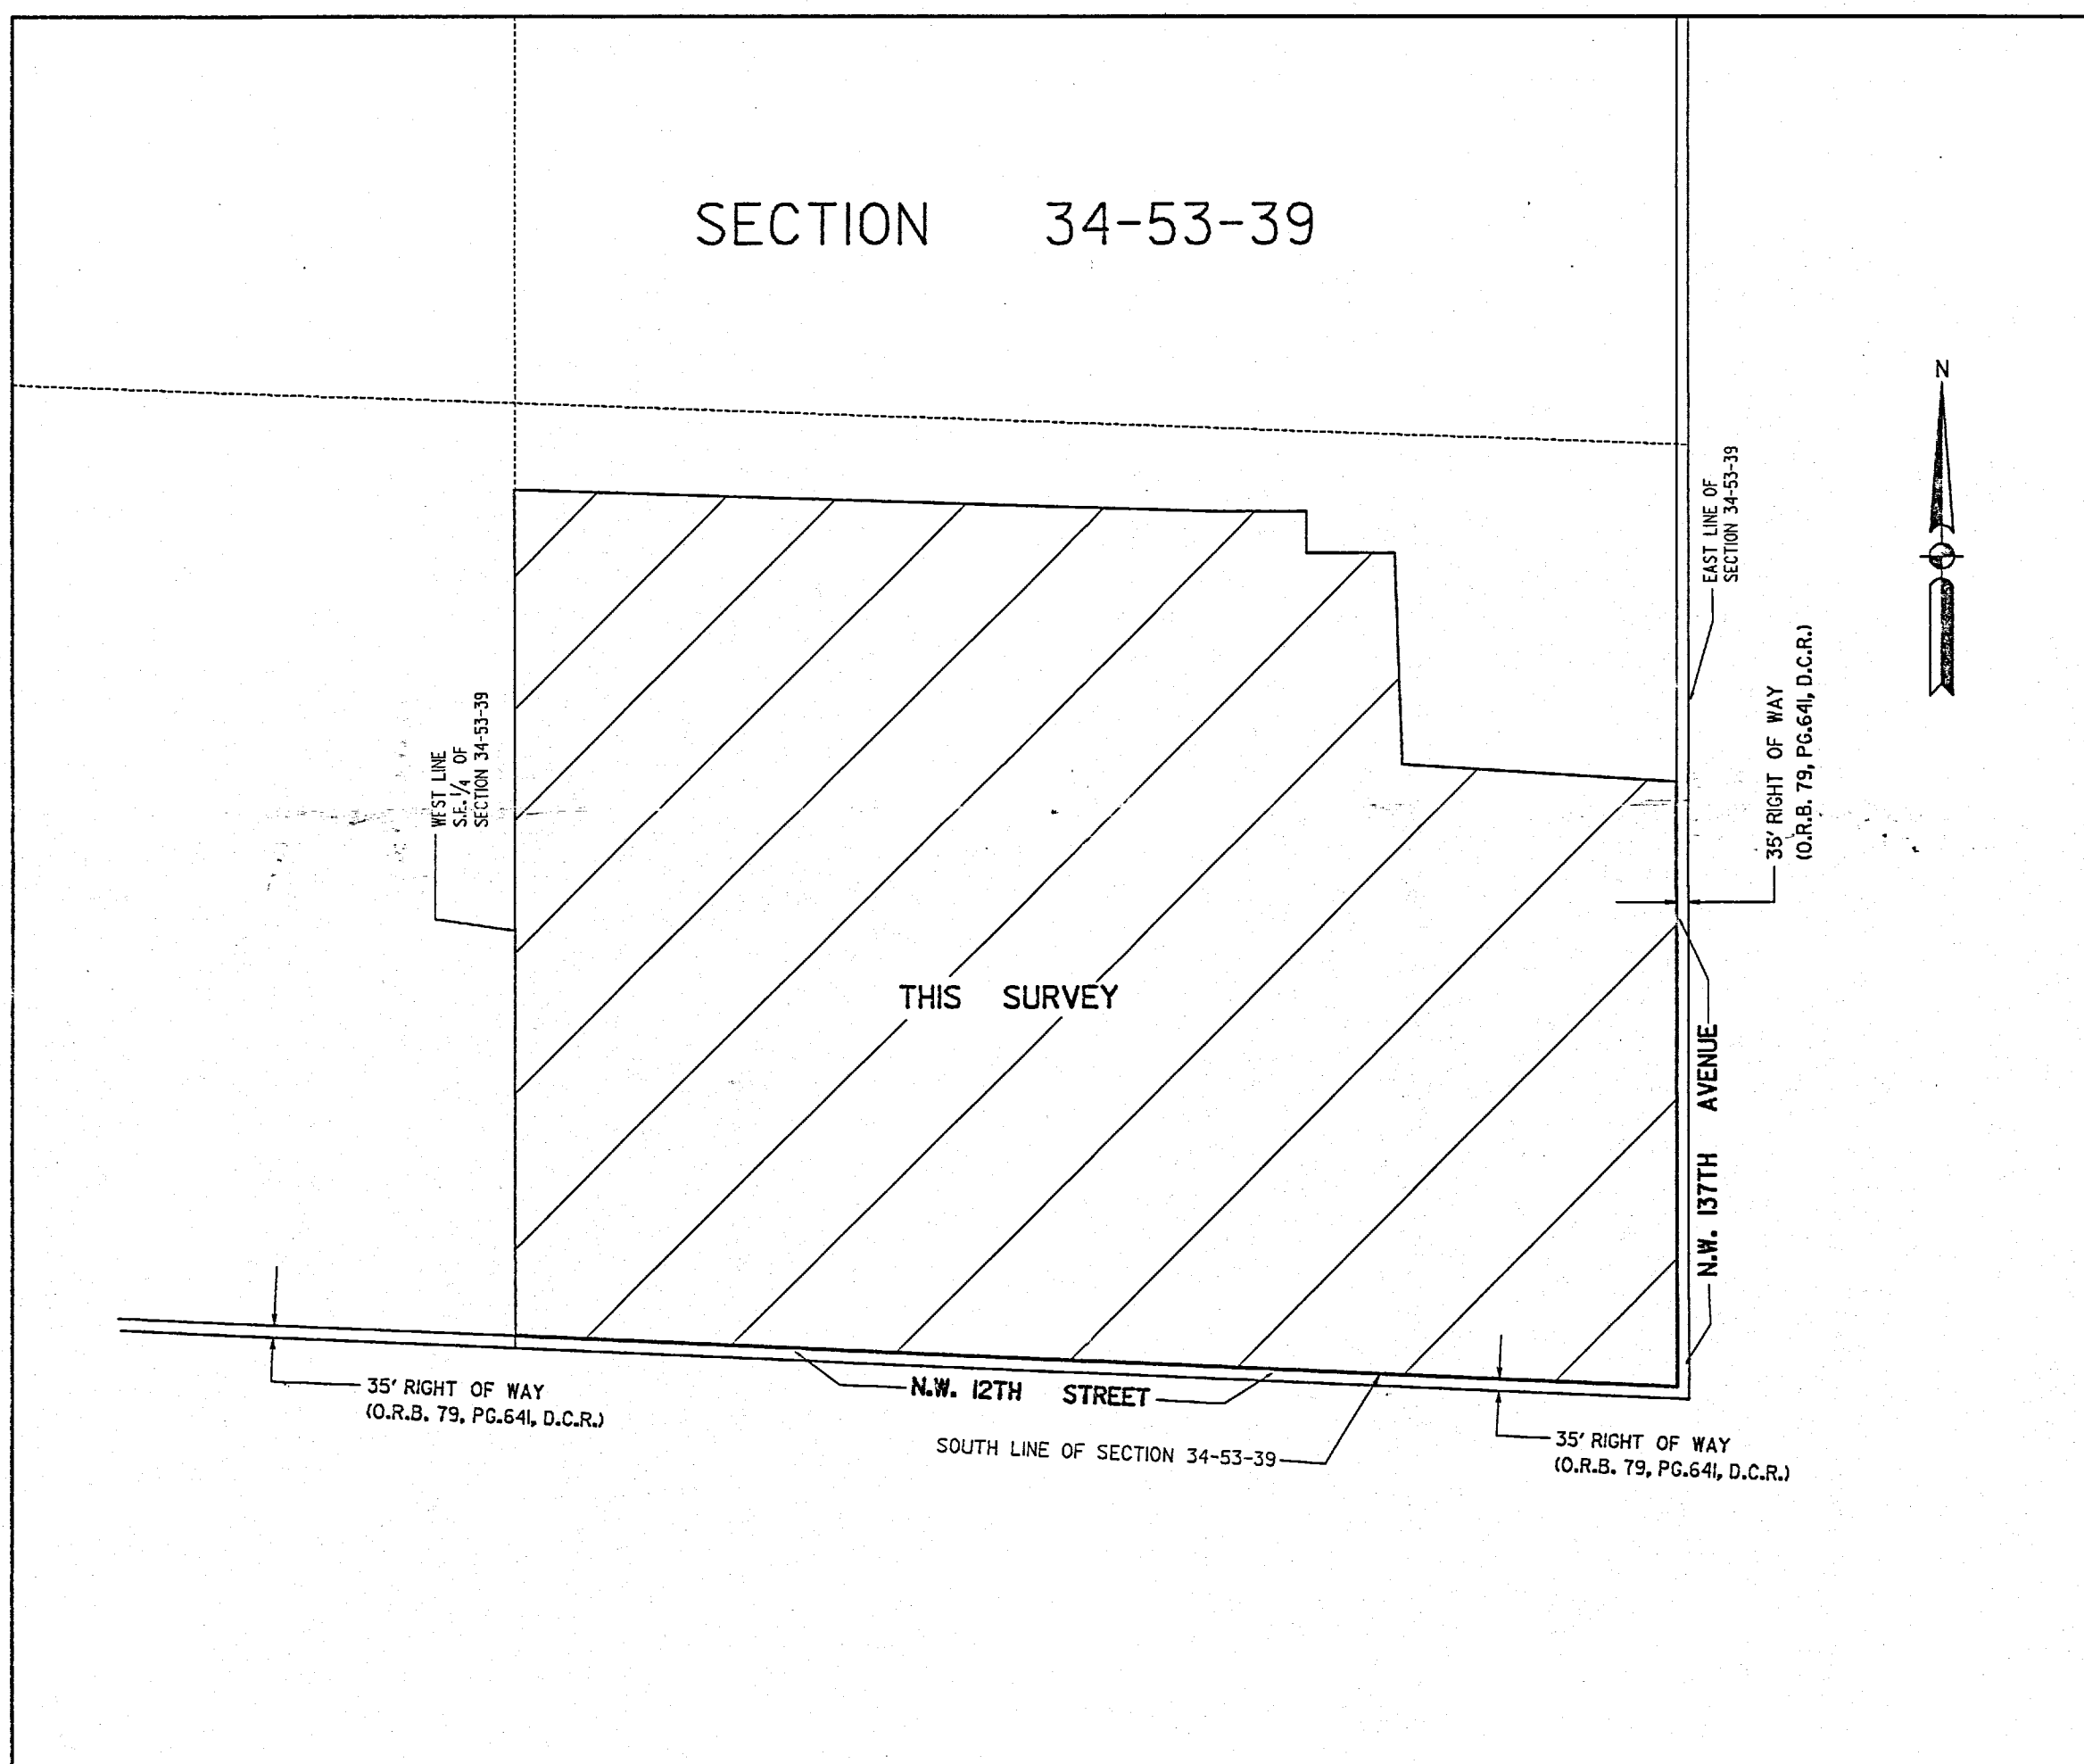 SECTION 34-53-39
N
EAST LINE OF
SECTION 34-53-39
35' RIGHT OF WAY
(O.R.B. 79, PG.641, D.C.R.)
WEST LINE
S.E. 1/4 OF
SECTION 34-53-39
THIS SURVEY
N.W. 137TH AVENUE
35' RIGHT OF WAY
(O.R.B. 79, PG.641, D.C.R.)
N.W. 12TH STREET
SOUTH LINE OF SECTION 34-53-39
35' RIGHT OF WAY
(O.R.B. 79, PG.641, D.C.R.)